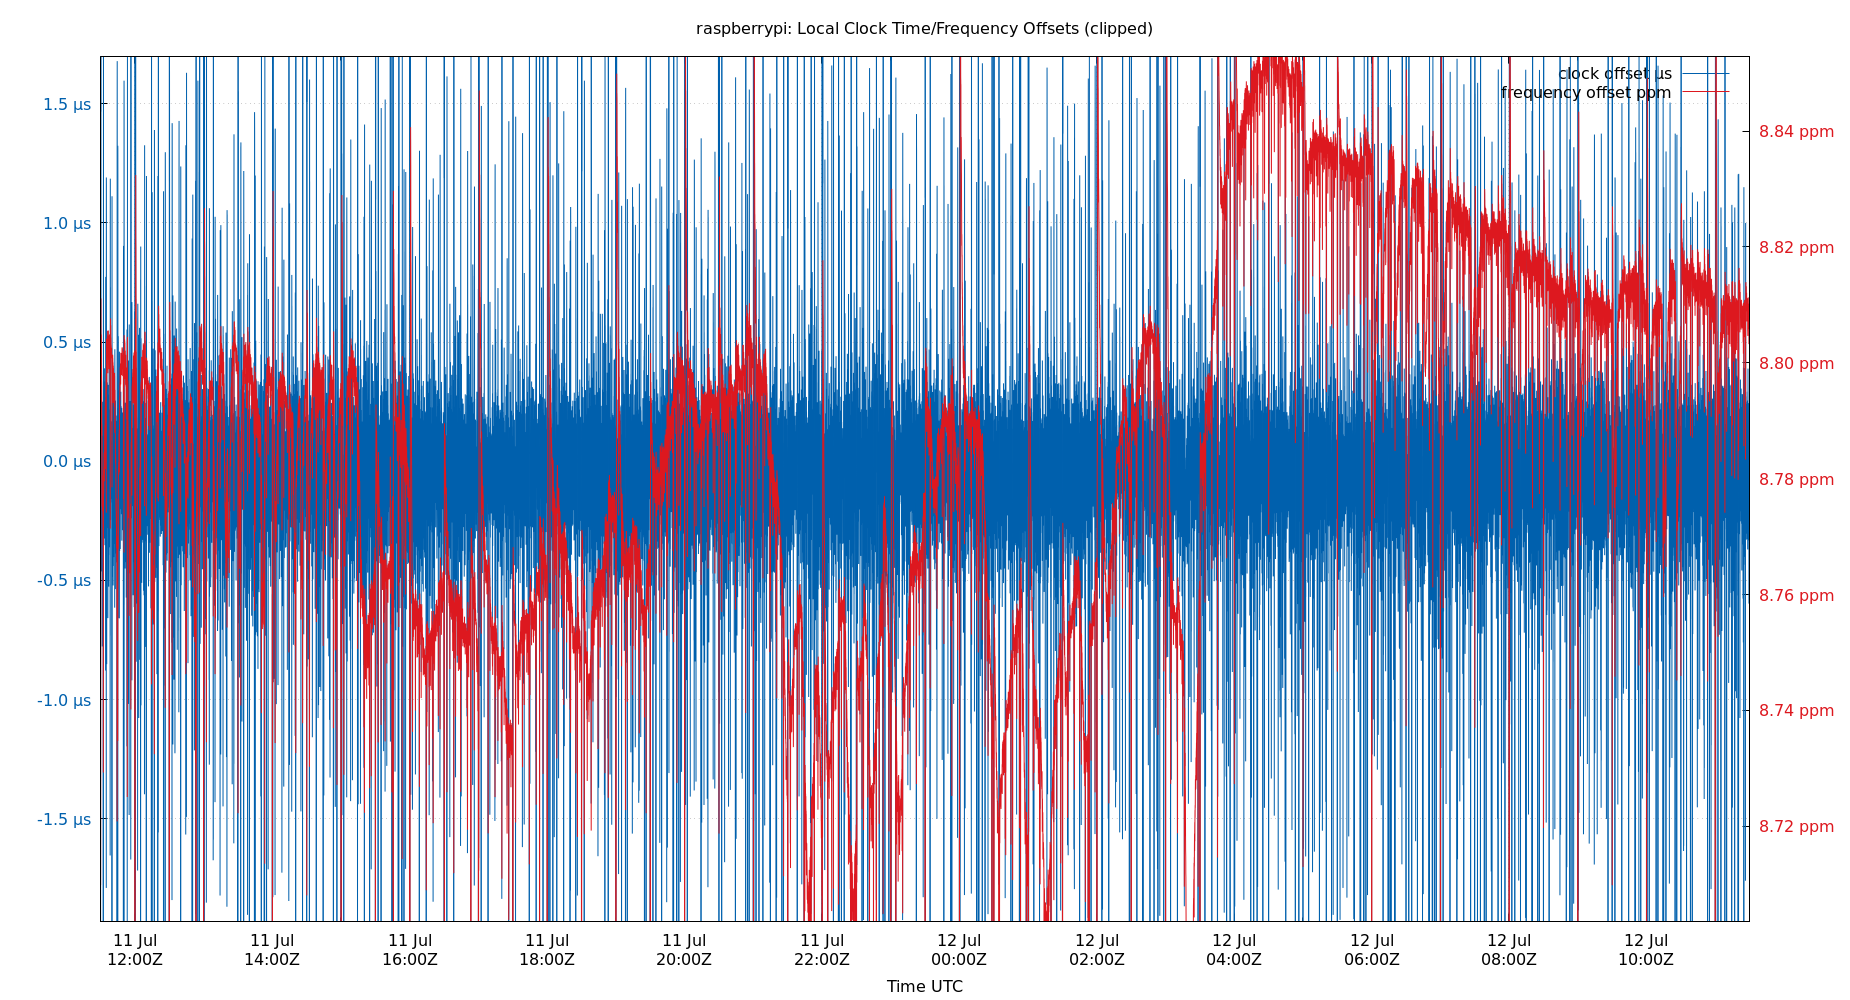 raspberrypi: Local Clock Time/Frequency Offsets (clipped)
clock offset µs
frequency offset ppm
1.5 µs
1.0 µs
0.5 µs
0.0 µs
-0.5 µs
-1.0 µs
-1.5 µs
8.84 ppm
8.82 ppm
8.80 ppm
8.78 ppm
8.76 ppm
8.74 ppm
8.72 ppm
11 Jul 11 Jul 11 Jul 11 Jul 11 Jul 11 Jul 12 Jul 12 Jul 12 Jul 12 Jul 12 Jul 12 Jul
12:00Z 14:00Z 16:00Z 18:00Z 20:00Z 22:00Z 00:00Z 02:00Z 04:00Z 06:00Z 08:00Z 10:00Z
Time UTC